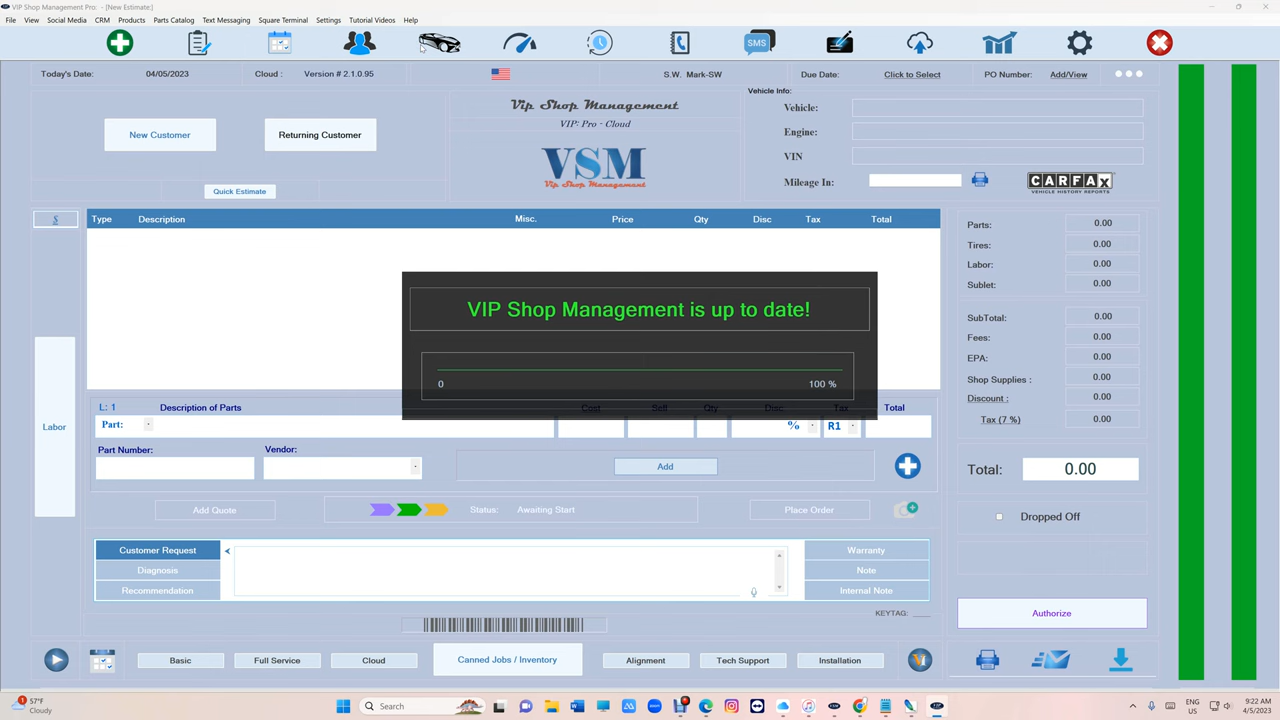 VIP Shop Management Pro: - [New Estimate:]
File View Social Media CRM Products Parts Catalog Text Messaging Square Terminal Settings Tutorial Videos Help
SMS
Today's Date: 04/05/2023 Cloud : Version # 2.1.0.95 S.W. Mark-SW Due Date: Click to Select PO Number: Add/View
Vehicle Info:
Vip Shop Management
VIP: Pro - Cloud
VSM
Vip Shop Management
New Customer Returning Customer
Quick Estimate
Vehicle:
Engine:
VIN
Mileage In:
CARFAX
VEHICLE HISTORY REPORTS
$ Type Description Misc. Price Qty Disc Tax Total
VIP Shop Management is up to date!
0 100 %
Parts: 0.00
Tires: 0.00
Labor: 0.00
Sublet: 0.00
SubTotal: 0.00
Fees: 0.00
EPA: 0.00
Shop Supplies : 0.00
Discount : 0.00
Tax (7 %) 0.00
Total: 0.00
Dropped Off
Authorize
Labor
L: 1 Description of Parts Cost Sell Qty Disc Tax Total
Part: % R1
Part Number: Vendor:
Add
Add Quote Status: Awaiting Start Place Order
Customer Request
Diagnosis
Recommendation
Warranty
Note
Internal Note
KEYTAG: ____
Basic Full Service Cloud Canned Jobs / Inventory Alignment Tech Support Installation
1 57°F
Cloudy
Search
ENG
US
9:22 AM
4/5/2023